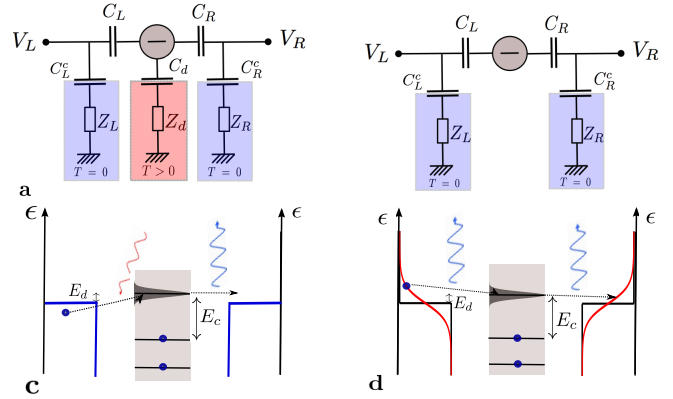 C_L C_R
V_L V_R
C_L^c C_d C_R^c
Z_L Z_d Z_R
T = 0 T > 0 T = 0
a
C_L C_R
V_L V_R
C_L^c C_R^c
Z_L Z_R
T = 0 T = 0
ϵ ϵ
E_d
E_c
c
ϵ ϵ
E_d
E_c
d